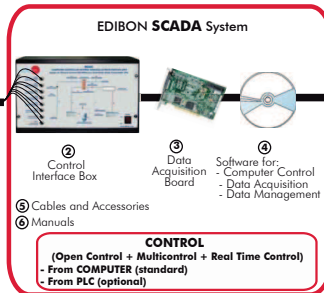 EDIBON SCADA System
② Control Interface Box
③ Data Acquisition Board
④ Software for:
- Computer Control
- Data Acquisition
- Data Management
⑤ Cables and Accessories
⑥ Manuals
CONTROL
(Open Control + Multicontrol + Real Time Control)
- From COMPUTER (standard)
- From PLC (optional)